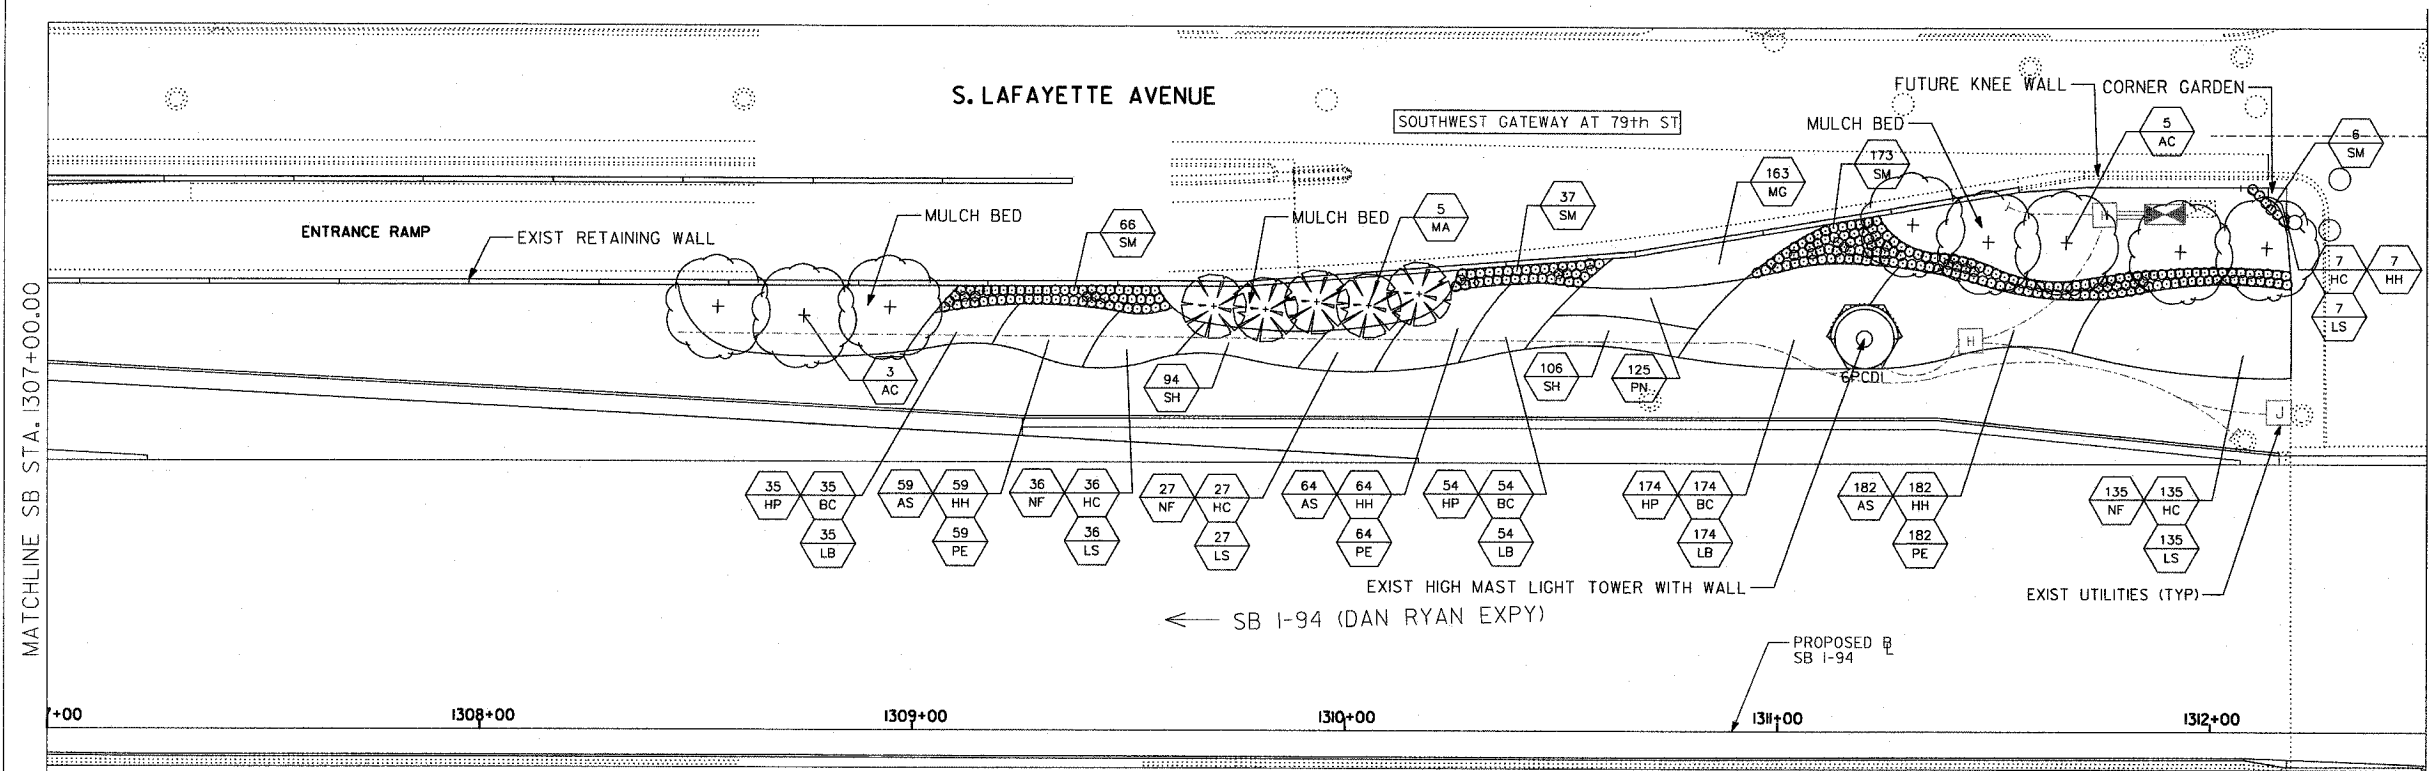 S. LAFAYETTE AVENUE
SOUTHWEST GATEWAY AT 79th ST
FUTURE KNEE WALL
CORNER GARDEN
MULCH BED
5
AC
6
SM
173
SM
163
MG
37
SM
5
MA
MULCH BED
66
SM
MULCH BED
ENTRANCE RAMP
EXIST RETAINING WALL
7
HC
7
HH
7
LS
H
H
J
3
AC
94
SH
106
SH
125
PN
MATCHLINE SB STA. 1307+00.00
35
HP
35
BC
35
LB
59
AS
59
HH
59
PE
36
NF
36
HC
36
LS
27
NF
27
HC
27
LS
64
AS
64
HH
64
PE
54
HP
54
BC
54
LB
174
HP
174
BC
174
LB
182
AS
182
HH
182
PE
135
NF
135
HC
135
LS
EXIST HIGH MAST LIGHT TOWER WITH WALL
EXIST UTILITIES (TYP)
← SB I-94 (DAN RYAN EXPY)
PROPOSED ℄
SB I-94
7+00
1308+00
1309+00
1310+00
1311+00
1312+00